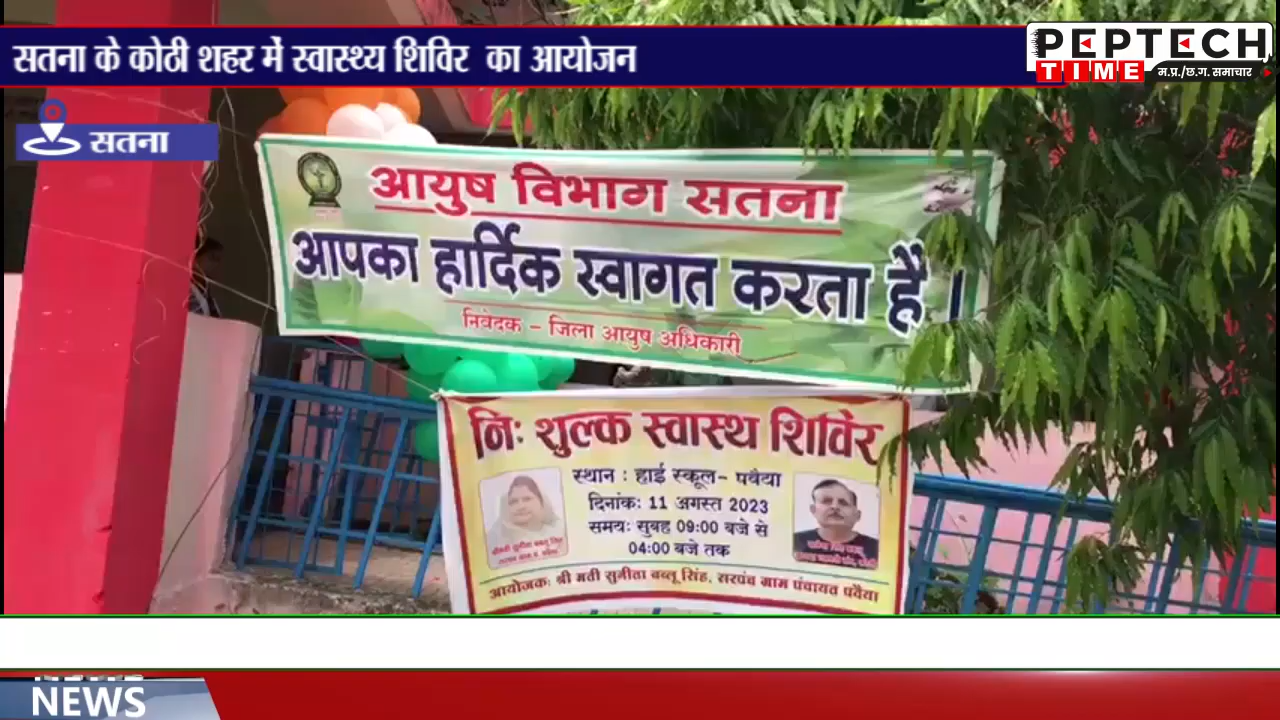 सतना के कोठी शहर में स्वास्थ्य शिविर का आयोजन
PEPTECH
TIME म.प्र./छ.ग. समाचार
सतना
आयुष विभाग सतना
आपका हार्दिक स्वागत करता हैं ।
निवेदक - जिला आयुष अधिकारी
निः शुल्क स्वास्थ शिविर
स्थान : हाई स्कूल- पवैया
दिनांक: 11 अगस्त 2023
समय: सुबह 09:00 बजे से
04:00 बजे तक
आयोजक: श्री मती सुनीता बब्लू सिंह, सरपंच ग्राम पंचायत पवैया
NEWS